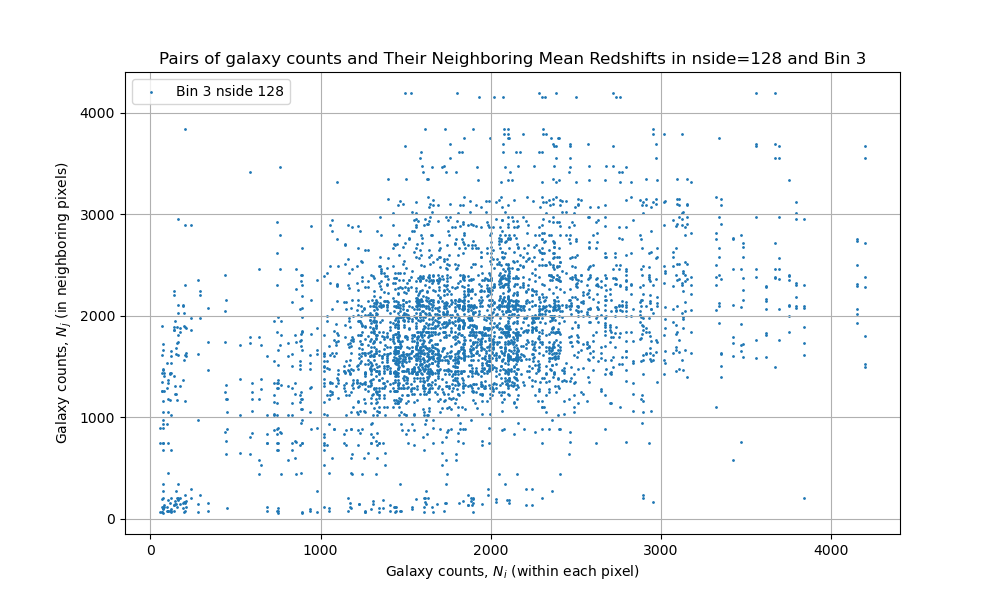 Pairs of galaxy counts and Their Neighboring Mean Redshifts in nside=128 and Bin 3
Bin 3 nside 128
Galaxy counts, $N_j$ (in neighboring pixels)
4000
3000
2000
1000
0
0 1000 2000 3000 4000
Galaxy counts, $N_i$ (within each pixel)